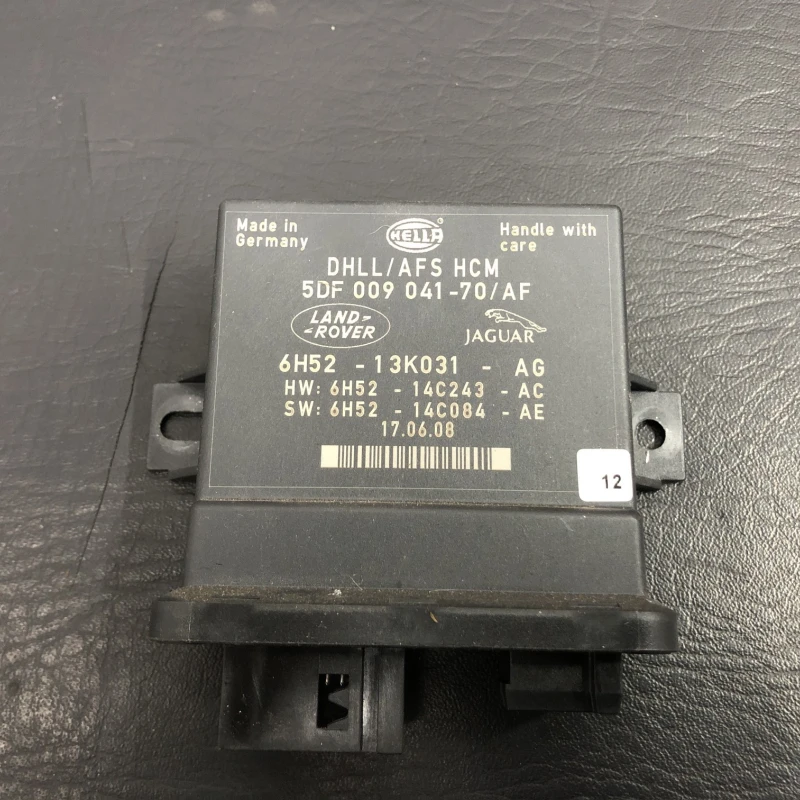 Made in
Germany
HELLA
Handle with
care
DHLL/AFS HCM
5DF 009 041-70/AF
LAND-
-ROVER
JAGUAR
6H52 - 13K031 - AG
HW: 6H52 - 14C243 - AC
SW: 6H52 - 14C084 - AE
17.06.08
12